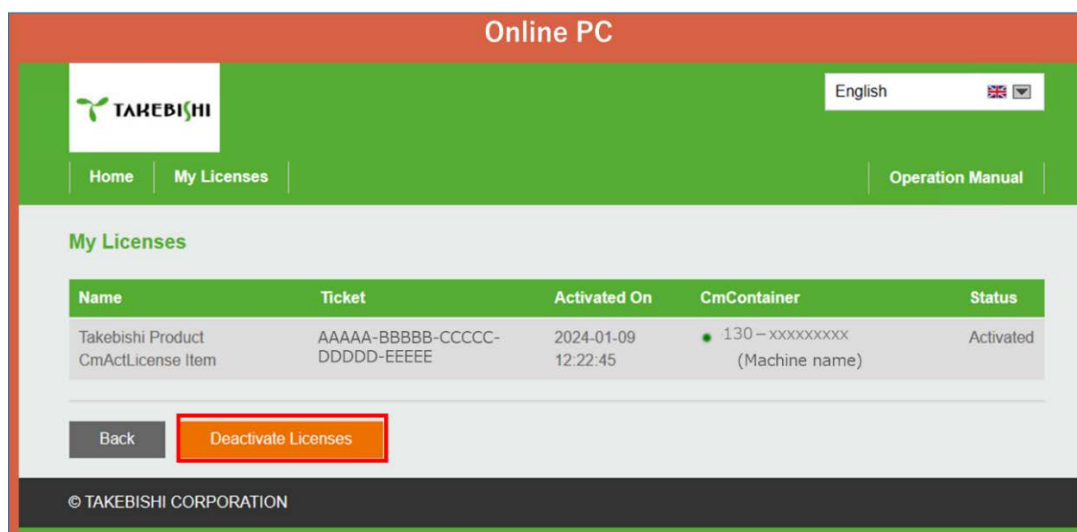 Online PC
TAKEBISHI
English
Home My Licenses Operation Manual
My Licenses
Name Ticket Activated On CmContainer Status
Takebishi Product AAAAA-BBBBB-CCCCC- 2024-01-09 130－xxxxxxxxx Activated
CmActLicense Item DDDDD-EEEEE 12:22:45 (Machine name)
Back Deactivate Licenses
© TAKEBISHI CORPORATION